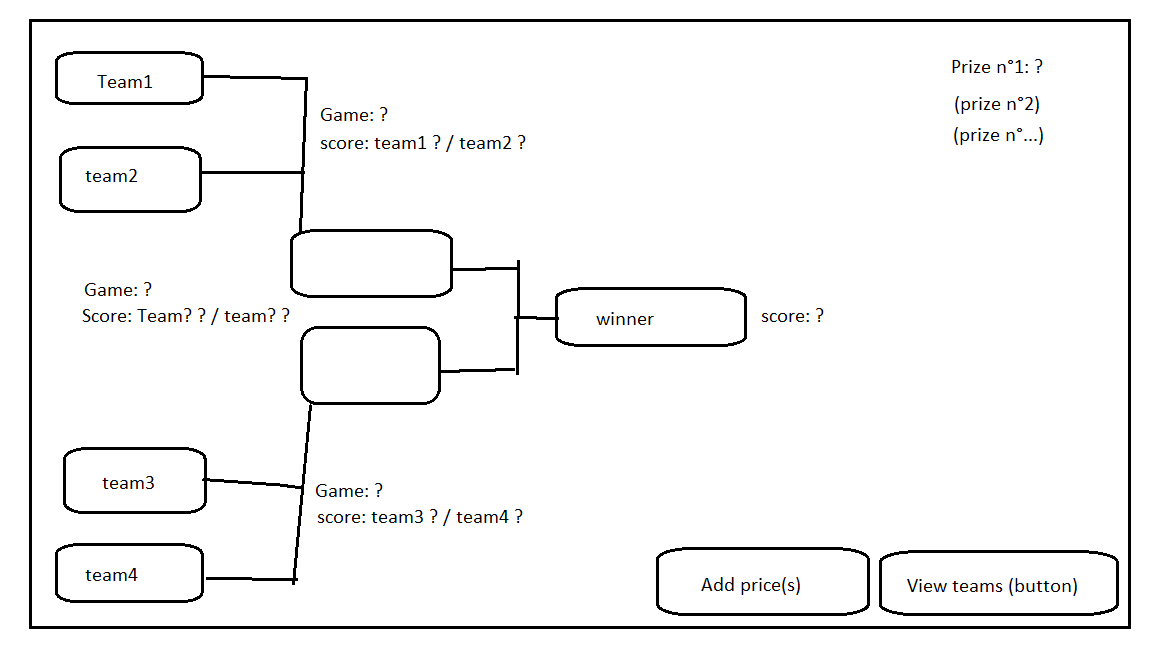 Team1
Prize n°1: ?
(prize n°2)
(prize n°...)
Game: ?
score: team1 ? / team2 ?
team2
Game: ?
Score: Team? ? / team? ?
winner
score: ?
team3
Game: ?
score: team3 ? / team4 ?
team4
Add price(s)
View teams (button)